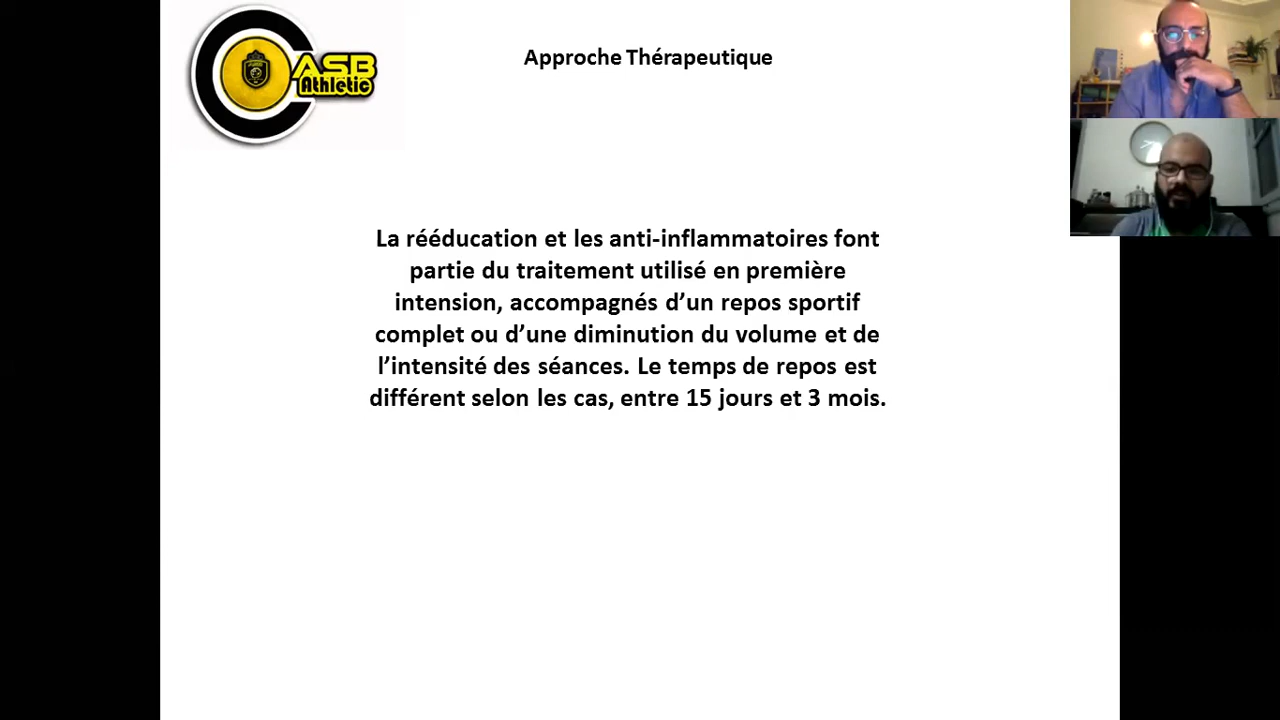 ASB
Athletic
Approche Thérapeutique
La rééducation et les anti-inflammatoires font
partie du traitement utilisé en première
intension, accompagnés d’un repos sportif
complet ou d’une diminution du volume et de
l’intensité des séances. Le temps de repos est
différent selon les cas, entre 15 jours et 3 mois.